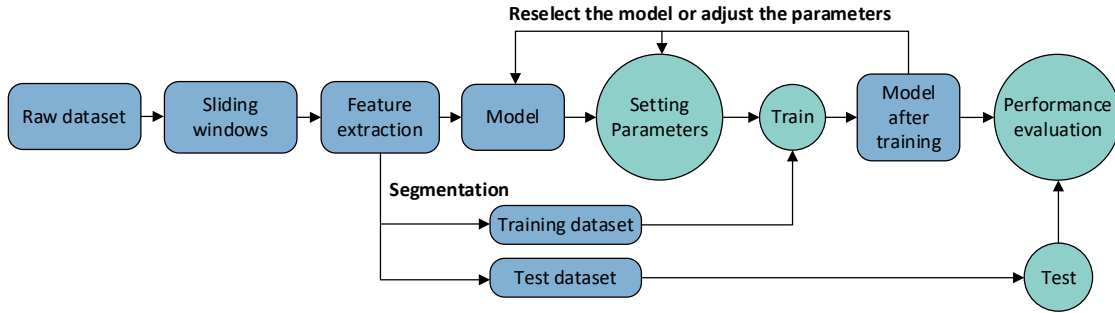 Reselect the model or adjust the parameters
Raw dataset
Sliding
windows
Feature
extraction
Model
Setting
Parameters
Train
Model
after
training
Performance
evaluation
Segmentation
Training dataset
Test dataset
Test